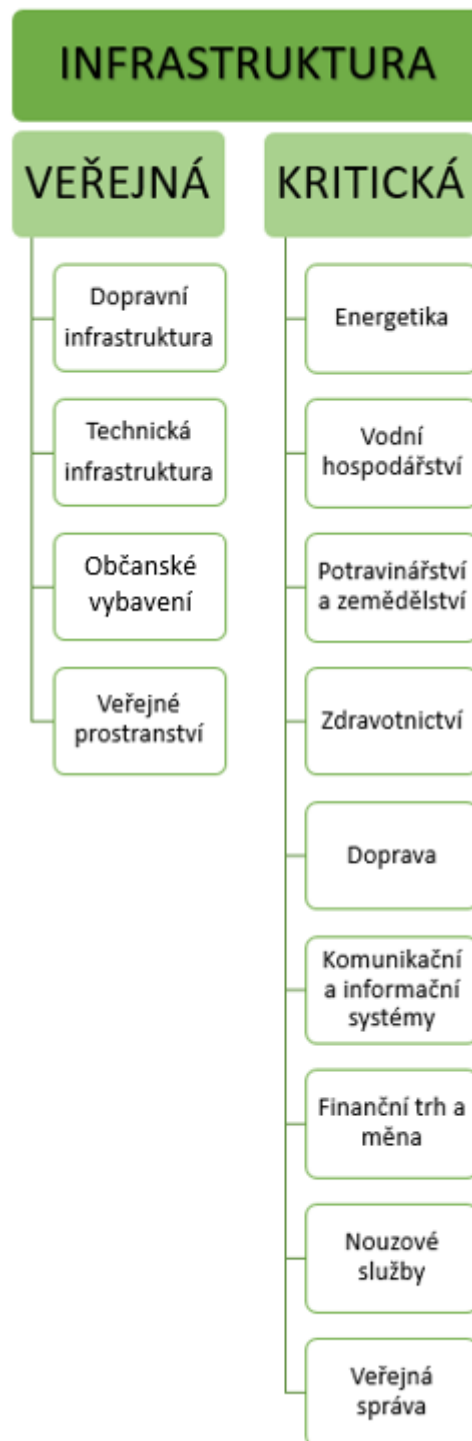 INFRASTRUKTURA
VEŘEJNÁ
Dopravní
infrastruktura
Technická
infrastruktura
Občanské
vybavení
Veřejné
prostranství
KRITICKÁ
Energetika
Vodní
hospodářství
Potravinářství
a zemědělství
Zdravotnictví
Doprava
Komunikační
a informační
systémy
Finanční trh a
měna
Nouzové
služby
Veřejná
správa